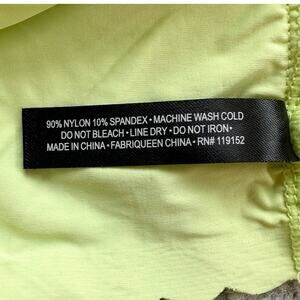 90% NYLON 10% SPANDEX • MACHINE WASH COLD
DO NOT BLEACH • LINE DRY • DO NOT IRON •
MADE IN CHINA • FABRIQUEEN CHINA • RN# 119152